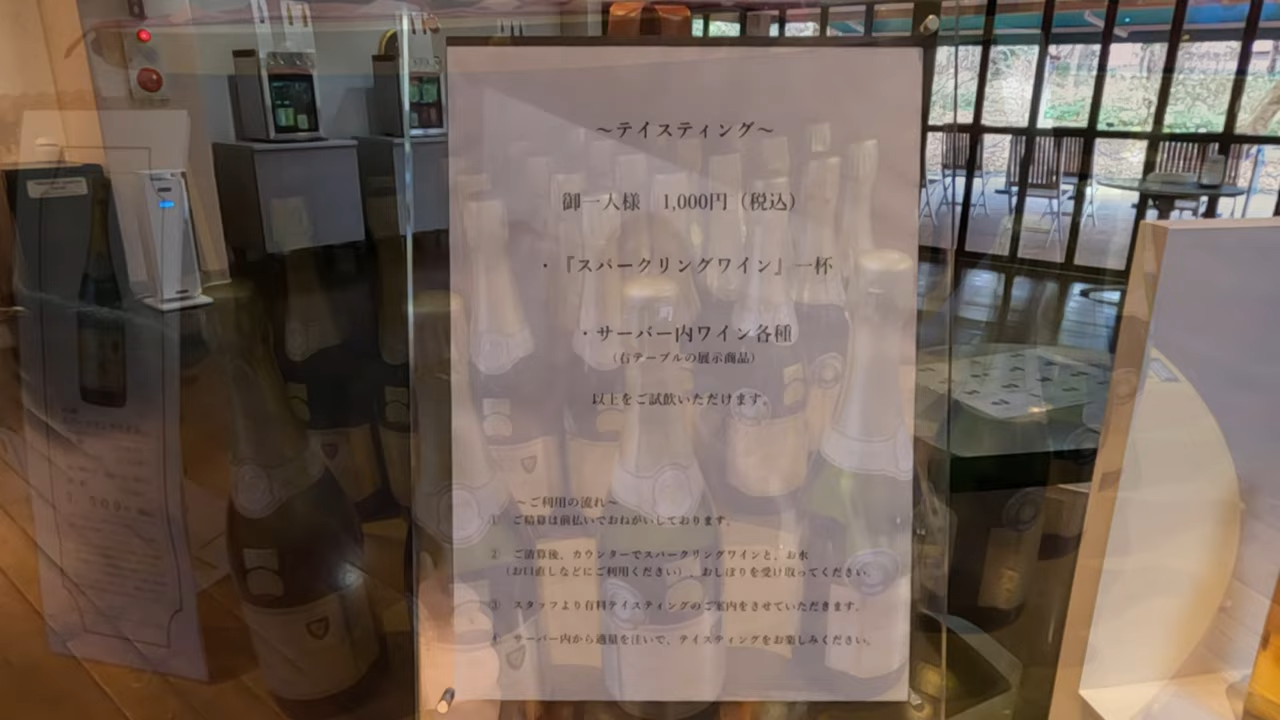 ～テイスティング～
御一人様　1,000円（税込）
・『スパークリングワイン』一杯
・サーバー内ワイン各種
（右テーブルの展示商品）
以上をご試飲いただけます。
～ご利用の流れ～
① ご精算は前払いでおねがいしております。
② ご清算後、カウンターでスパークリングワインと、お水
（お口直しなどにご利用ください）、おしぼりを受け取ってください。
③ スタッフより有料テイスティングのご案内をさせていただきます。
④ サーバー内から適量を注いで、テイスティングをお楽しみください。